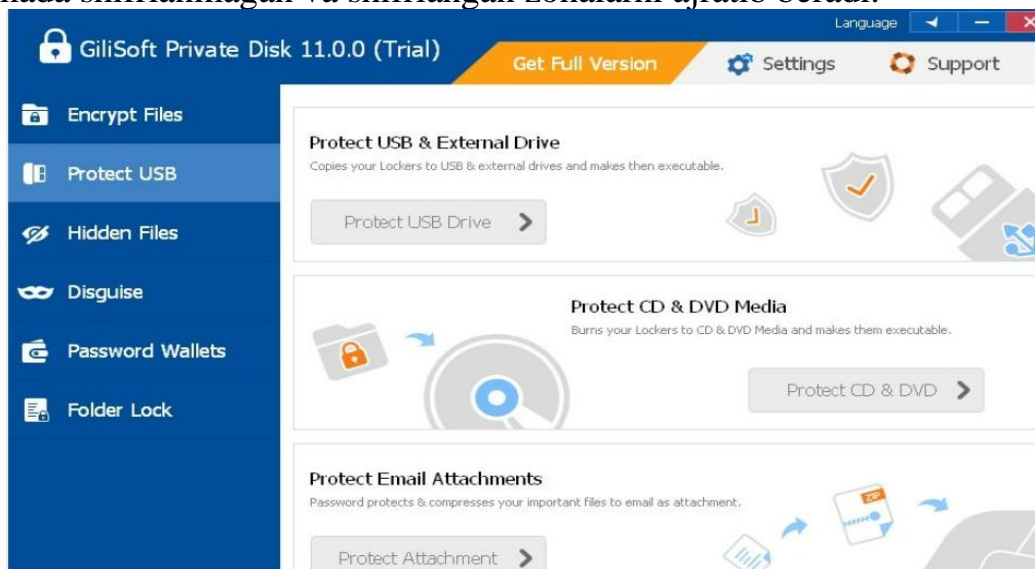 shifrlangan zonalarni ajratib beradi.
Language
GiliSoft Private Disk 11.0.0 (Trial)
Get Full Version
Settings
Support
Encrypt Files
Protect USB
Hidden Files
Disguise
Password Wallets
Folder Lock
Protect USB & External Drive
Copies your Lockers to USB & external drives and makes then executable.
Protect USB Drive
Protect CD & DVD Media
Burns your Lockers to CD & DVD Media and makes them executable.
Protect CD & DVD
Protect Email Attachments
Password protects & compresses your important files to email as attachment.
ZIP
Protect Attachment